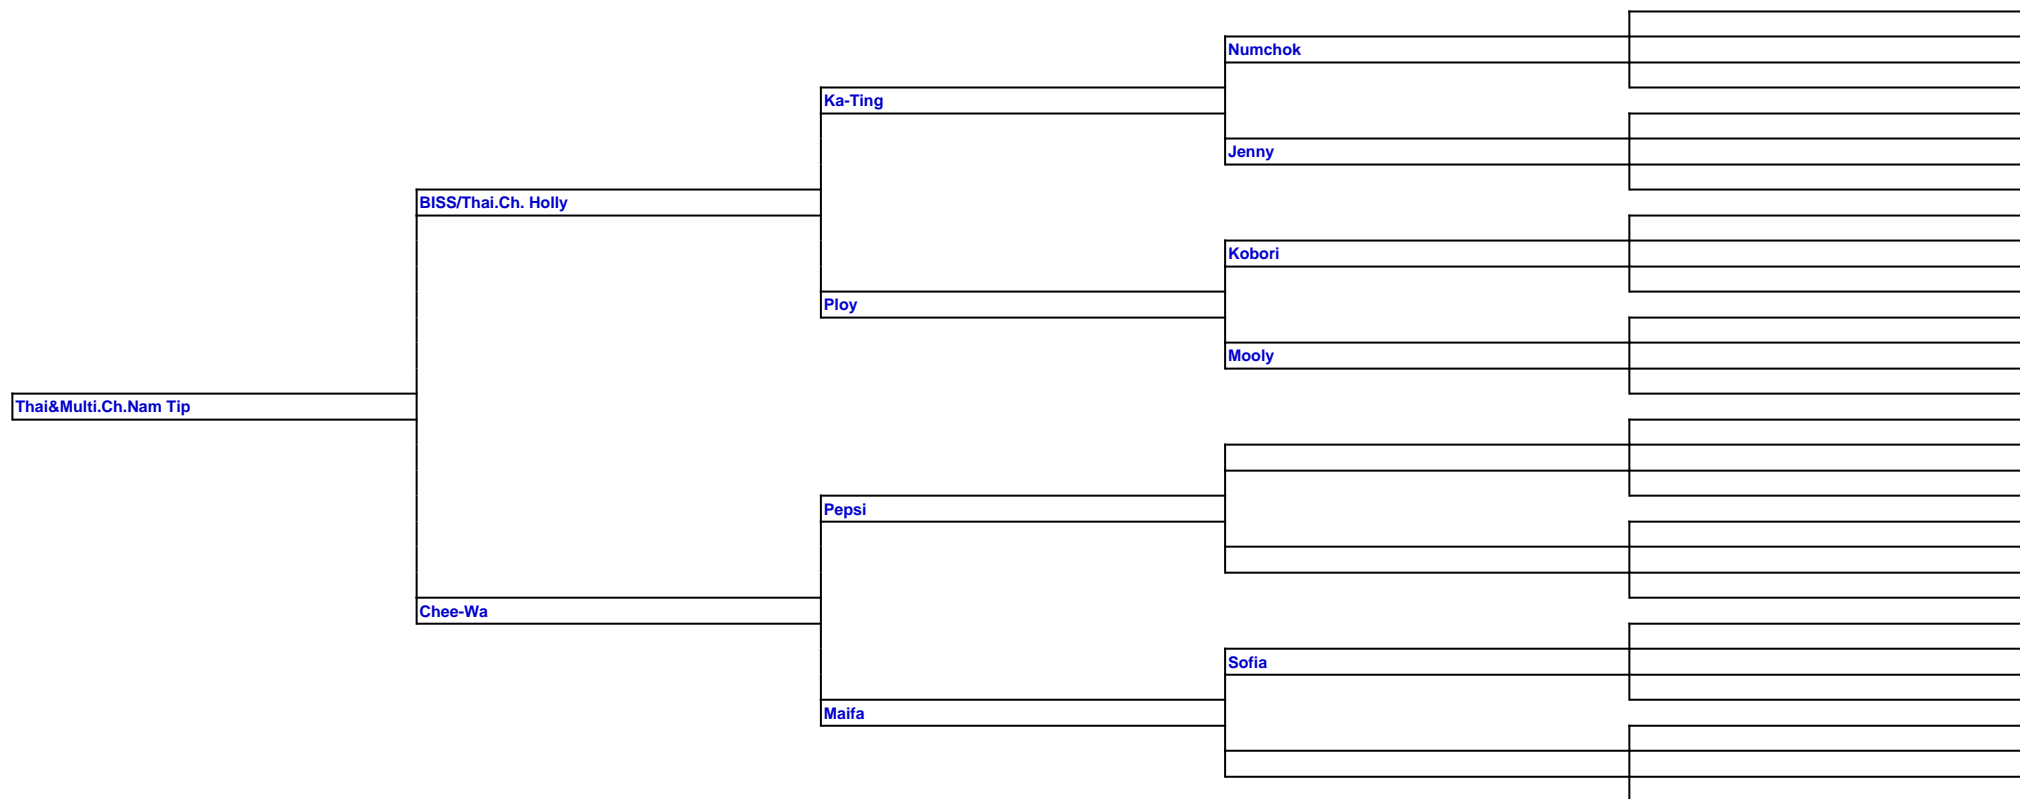 Numchok
Ka-Ting
Jenny
BISS/Thai.Ch. Holly
Kobori
Ploy
Mooly
Thai&Multi.Ch.Nam Tip
Pepsi
Chee-Wa
Sofia
Maifa